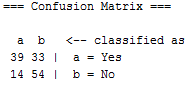 === Confusion Matrix ===
a b <-- classified as
39 33 | a = Yes
14 54 | b = No